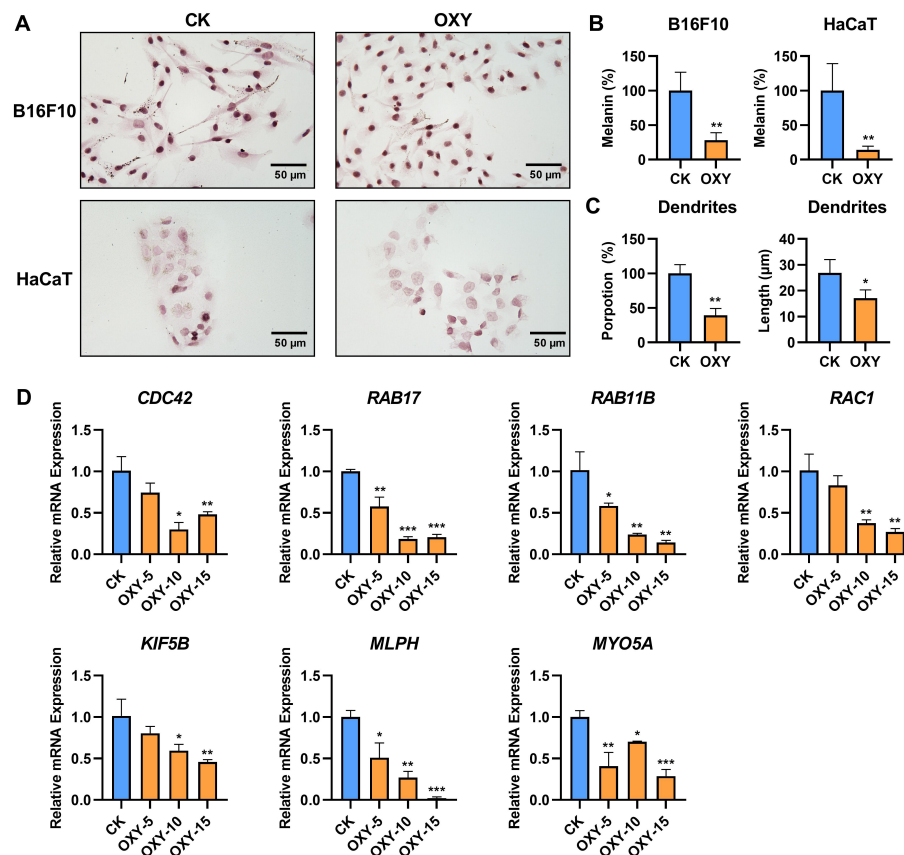 A
CK
OXY
B16F10
50 µm
50 µm
HaCaT
50 µm
50 µm
B
B16F10
HaCaT
Melanin (%)
150
100
50
0
**
CK OXY
Melanin (%)
150
100
50
0
**
CK OXY
C
Dendrites
Dendrites
Porpotion (%)
150
100
50
0
**
CK OXY
Length (µm)
40
30
20
10
0
*
CK OXY
D
CDC42
Relative mRNA Expression
1.5
1.0
0.5
0.0
* **
CK OXY-5 OXY-10 OXY-15
RAB17
Relative mRNA Expression
1.5
1.0
0.5
0.0
** *** ***
CK OXY-5 OXY-10 OXY-15
RAB11B
Relative mRNA Expression
1.5
1.0
0.5
0.0
* ** **
CK OXY-5 OXY-10 OXY-15
RAC1
Relative mRNA Expression
1.5
1.0
0.5
0.0
** **
CK OXY-5 OXY-10 OXY-15
KIF5B
Relative mRNA Expression
1.5
1.0
0.5
0.0
* **
CK OXY-5 OXY-10 OXY-15
MLPH
Relative mRNA Expression
1.5
1.0
0.5
0.0
* ** ***
CK OXY-5 OXY-10 OXY-15
MYO5A
Relative mRNA Expression
1.5
1.0
0.5
0.0
** * ***
CK OXY-5 OXY-10 OXY-15